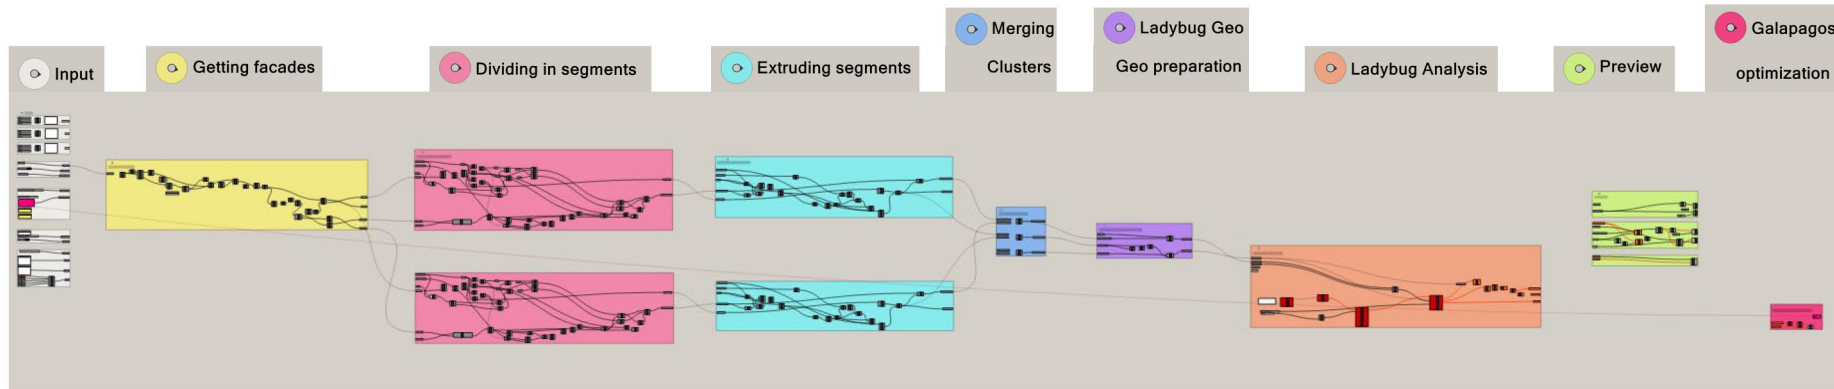 Input
Getting facades
Dividing in segments
Extruding segments
Merging
Clusters
Ladybug Geo
Geo preparation
Ladybug Analysis
Preview
Galapagos
optimization